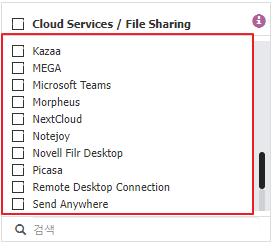 Cloud Services / File Sharing
Kazaa
MEGA
Microsoft Teams
Morpheus
NextCloud
Notejoy
Novell Filr Desktop
Picasa
Remote Desktop Connection
Send Anywhere
검색